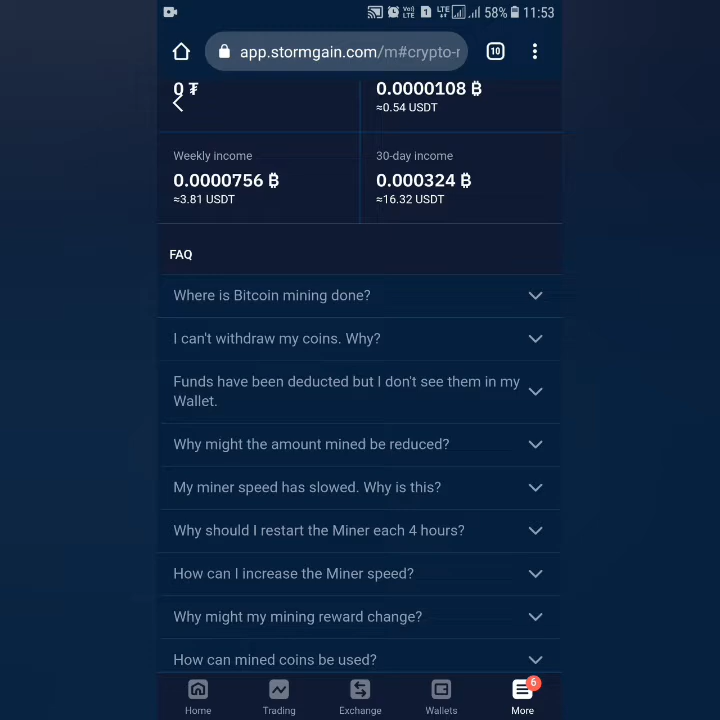 Vo) LTE 1 LTE 58% 11:53
app.stormgain.com/m#crypto-r
10
0 ₮ 0.0000108 ₿
≈0.54 USDT
Weekly income 30-day income
0.0000756 ₿ 0.000324 ₿
≈3.81 USDT ≈16.32 USDT
FAQ
Where is Bitcoin mining done?
I can't withdraw my coins. Why?
Funds have been deducted but I don't see them in my
Wallet.
Why might the amount mined be reduced?
My miner speed has slowed. Why is this?
Why should I restart the Miner each 4 hours?
How can I increase the Miner speed?
Why might my mining reward change?
How can mined coins be used?
6
Home Trading Exchange Wallets More